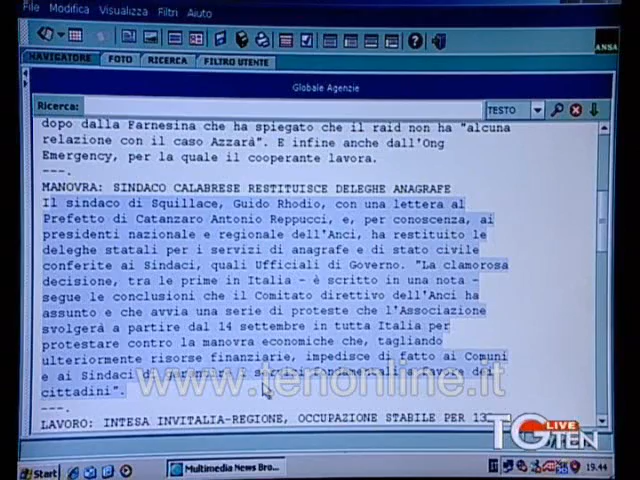 File Modifica Visualizza Filtri Aiuto
ANSA
NAVIGATORE FOTO RICERCA FILTRO UTENTE
Globale Agenzie
Ricerca: TESTO
dopo dalla Farnesina che ha spiegato che il raid non ha "alcuna
relazione con il caso Azzarà". E infine anche dall'Ong
Emergency, per la quale il cooperante lavora.
---.
MANOVRA: SINDACO CALABRESE RESTITUISCE DELEGHE ANAGRAFE
Il sindaco di Squillace, Guido Rhodio, con una lettera al
Prefetto di Catanzaro Antonio Reppucci, e, per conoscenza, ai
presidenti nazionale e regionale dell'Anci, ha restituito le
deleghe statali per i servizi di anagrafe e di stato civile
conferite ai Sindaci, quali Ufficiali di Governo. "La clamorosa
decisione, tra le prime in Italia - è scritto in una nota -
segue le conclusioni che il Comitato direttivo dell'Anci ha
assunto e che avvia una serie di proteste che l'Associazione
svolgerà a partire dal 14 settembre in tutta Italia per
protestare contro la manovra economiche che, tagliando
ulteriormente risorse finanziarie, impedisce di fatto ai Comuni
e ai Sindaci di garantire i servizi fondamentali a favore dei
cittadini".
www.tenonline.it
---.
LAVORO: INTESA INVITALIA-REGIONE, OCCUPAZIONE STABILE PER 13
TG LIVE TEN
Start Multimedia News Bro... 19.44